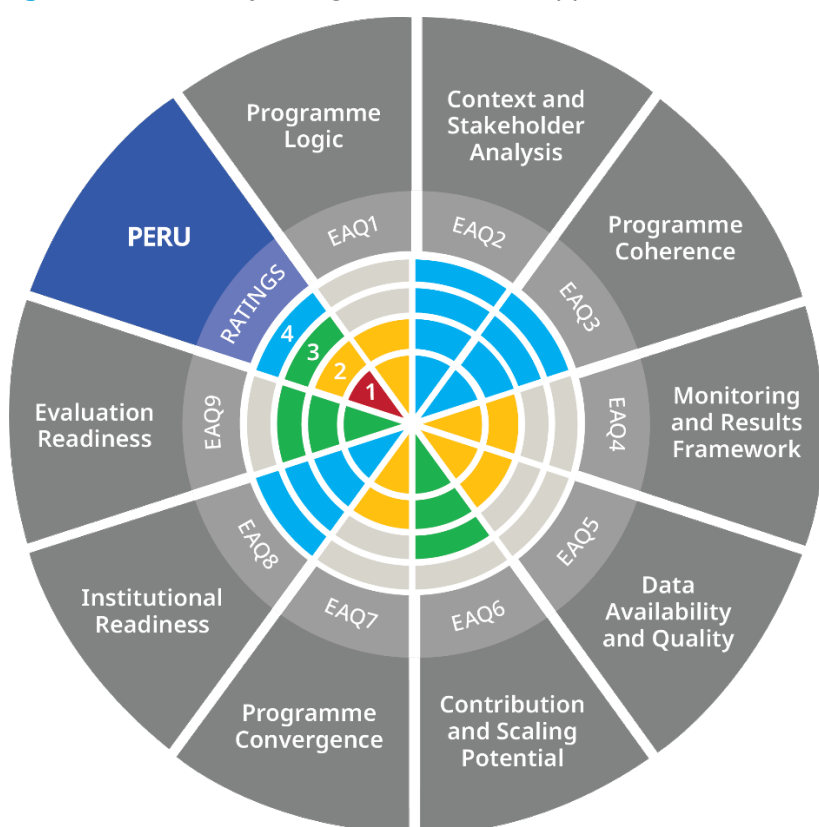 Programme
Logic
Context and
Stakeholder
Analysis
Programme
Coherence
Monitoring
and Results
Framework
Data
Availability
and Quality
Contribution
and Scaling
Potential
Programme
Convergence
Institutional
Readiness
Evaluation
Readiness
PERU
RATINGS
EAQ1
EAQ2
EAQ3
EAQ4
EAQ5
EAQ6
EAQ7
EAQ8
EAQ9
4
3
2
1